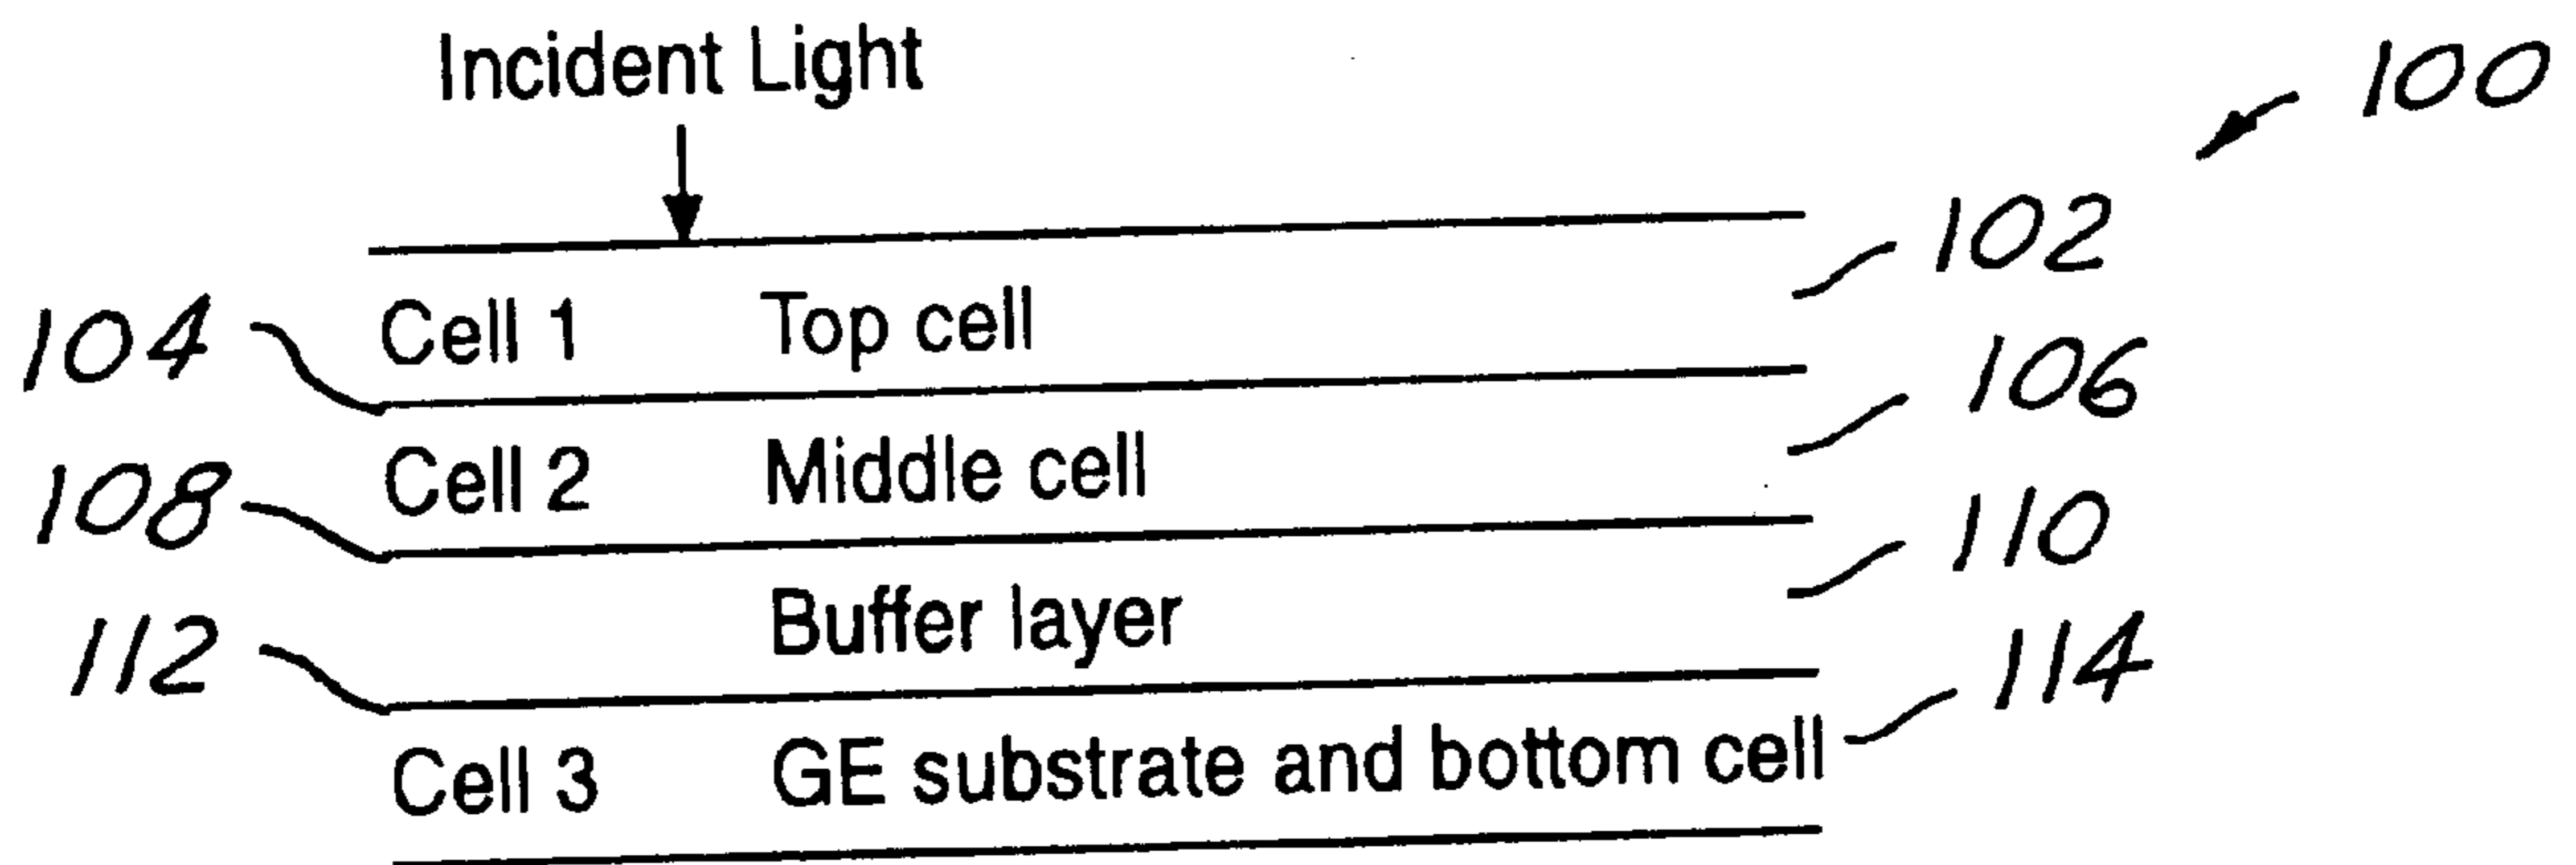 Incident Light
100
102
104
Cell 1 Top cell
106
108
Cell 2 Middle cell
110
Buffer layer
112
114
Cell 3 GE substrate and bottom cell